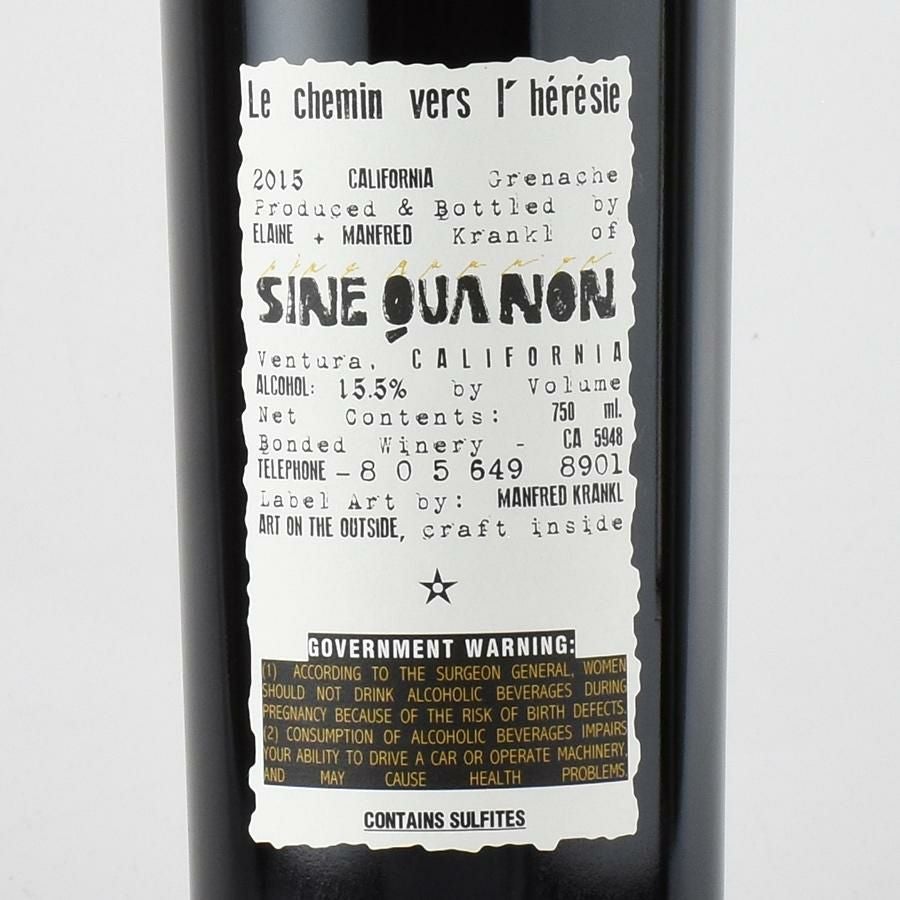 Le chemin vers l'hérésie
2015 CALIFORNIA Grenache
Produced & Bottled by
ELAINE + MANFRED Krankl of
sine qua non
SINE QUA NON
Ventura, CALIFORNIA
ALCOHOL: 15.5% by Volume
Net Contents: 750 ml.
Bonded Winery - CA 5948
TELEPHONE - 8 0 5 649 8901
Label Art by: MANFRED KRANKL
ART ON THE OUTSIDE, craft inside
GOVERNMENT WARNING:
(1) ACCORDING TO THE SURGEON GENERAL, WOMEN
SHOULD NOT DRINK ALCOHOLIC BEVERAGES DURING
PREGNANCY BECAUSE OF THE RISK OF BIRTH DEFECTS.
(2) CONSUMPTION OF ALCOHOLIC BEVERAGES IMPAIRS
YOUR ABILITY TO DRIVE A CAR OR OPERATE MACHINERY,
AND MAY CAUSE HEALTH PROBLEMS.
CONTAINS SULFITES